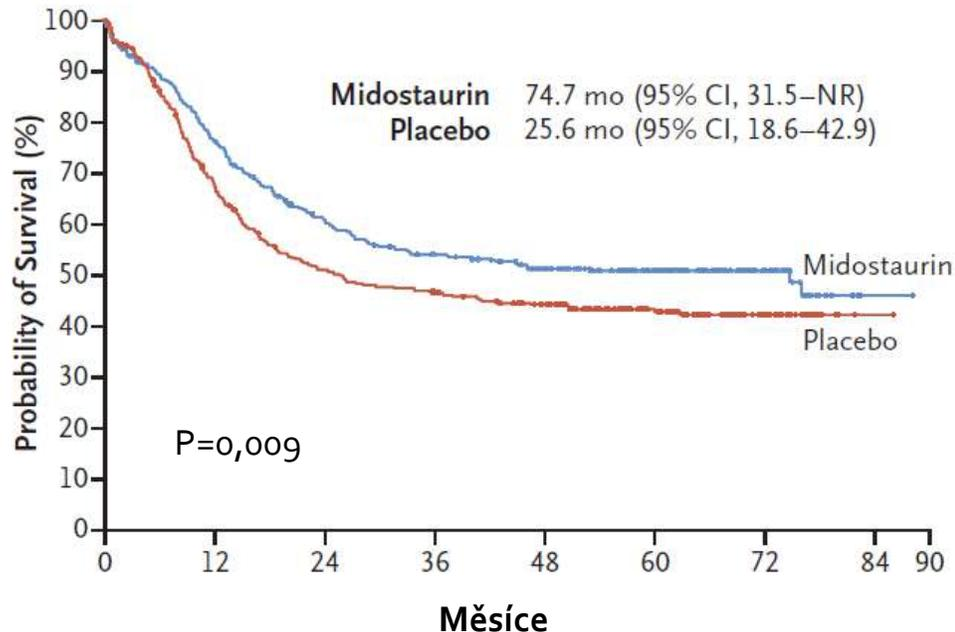 Probability of Survival (%)
100
90
80
70
60
50
40
30
20
10
0
Midostaurin 74.7 mo (95% CI, 31.5–NR)
Placebo 25.6 mo (95% CI, 18.6–42.9)
Midostaurin
Placebo
P=0,009
0 12 24 36 48 60 72 84 90
Měsíce